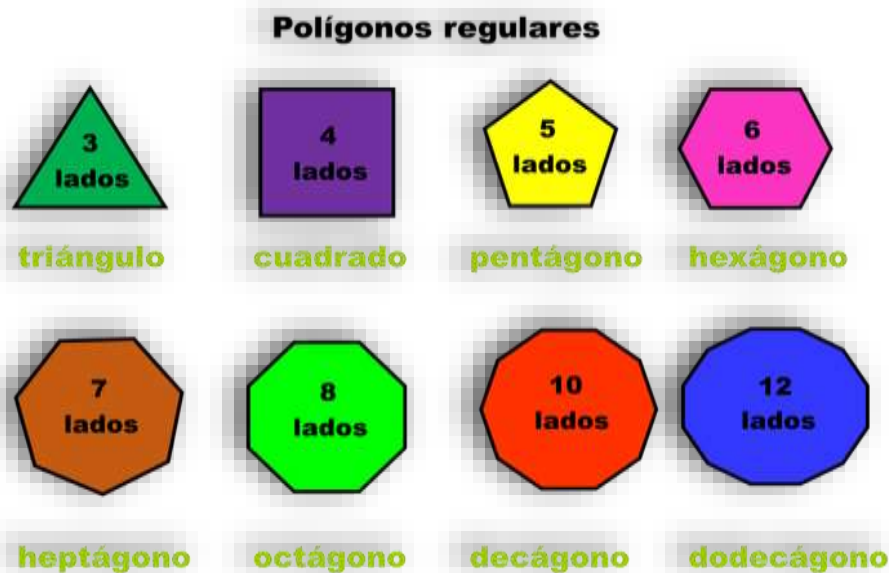 Polígonos regulares
3
lados
4
lados
5
lados
6
lados
triángulo
cuadrado
pentágono
hexágono
7
lados
8
lados
10
lados
12
lados
heptágono
octágono
decágono
dodecágono